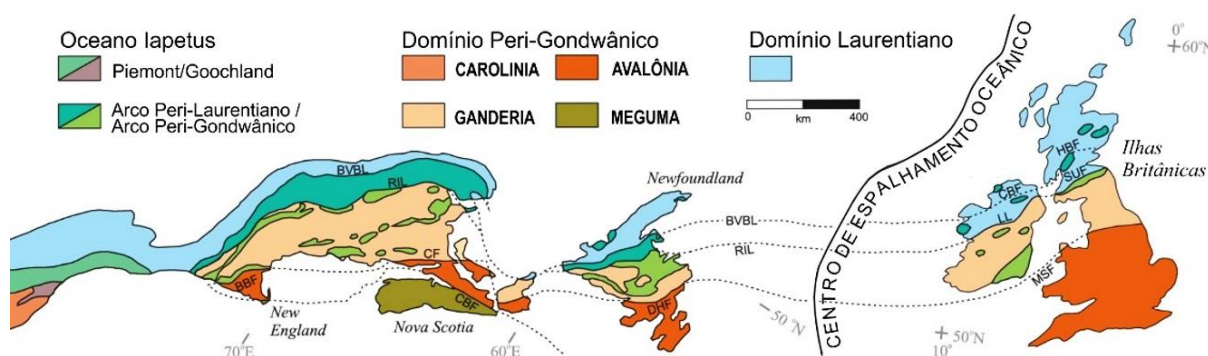 Oceano Iapetus
Piemont/Goochland
Arco Peri-Laurentiano /
Arco Peri-Gondwânico
Domínio Peri-Gondwânico
CAROLINIA
AVALÔNIA
GANDERIA
MEGUMA
Domínio Laurentiano
0
km
400
CENTRO DE ESPALHAMENTO OCEÂNICO
0°
60°N
Ilhas
Britânicas
HBF
SUF
CBF
LL
MSF
BVBL
RIL
CF
BBF
CBF
New
England
Nova Scotia
70°
60°E
Newfoundland
BVBL
RIL
DHF
50°N
50°N
10°